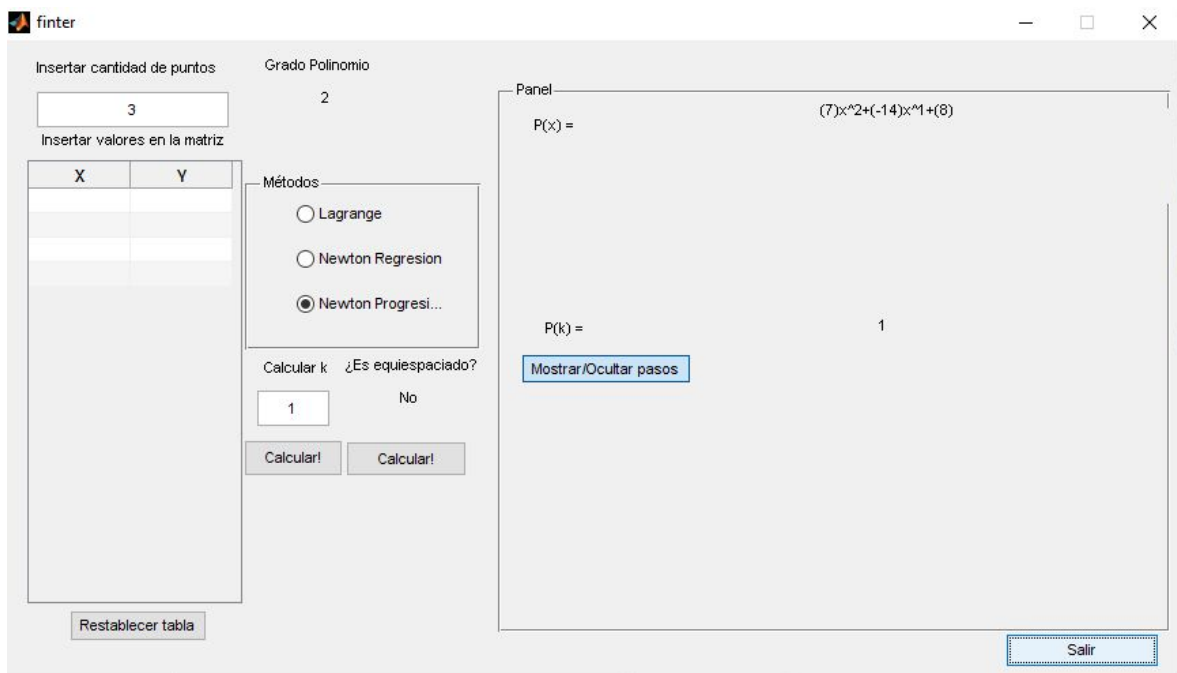 finter
Insertar cantidad de puntos
3
Insertar valores en la matriz
X Y
Restablecer tabla
Grado Polinomio
2
Métodos
Lagrange
Newton Regresion
Newton Progresi...
Calcular k
1
Calcular!
¿Es equiespaciado?
No
Calcular!
Panel
P(x) = (7)x^2+(-14)x^1+(8)
P(k) = 1
Mostrar/Ocultar pasos
Salir